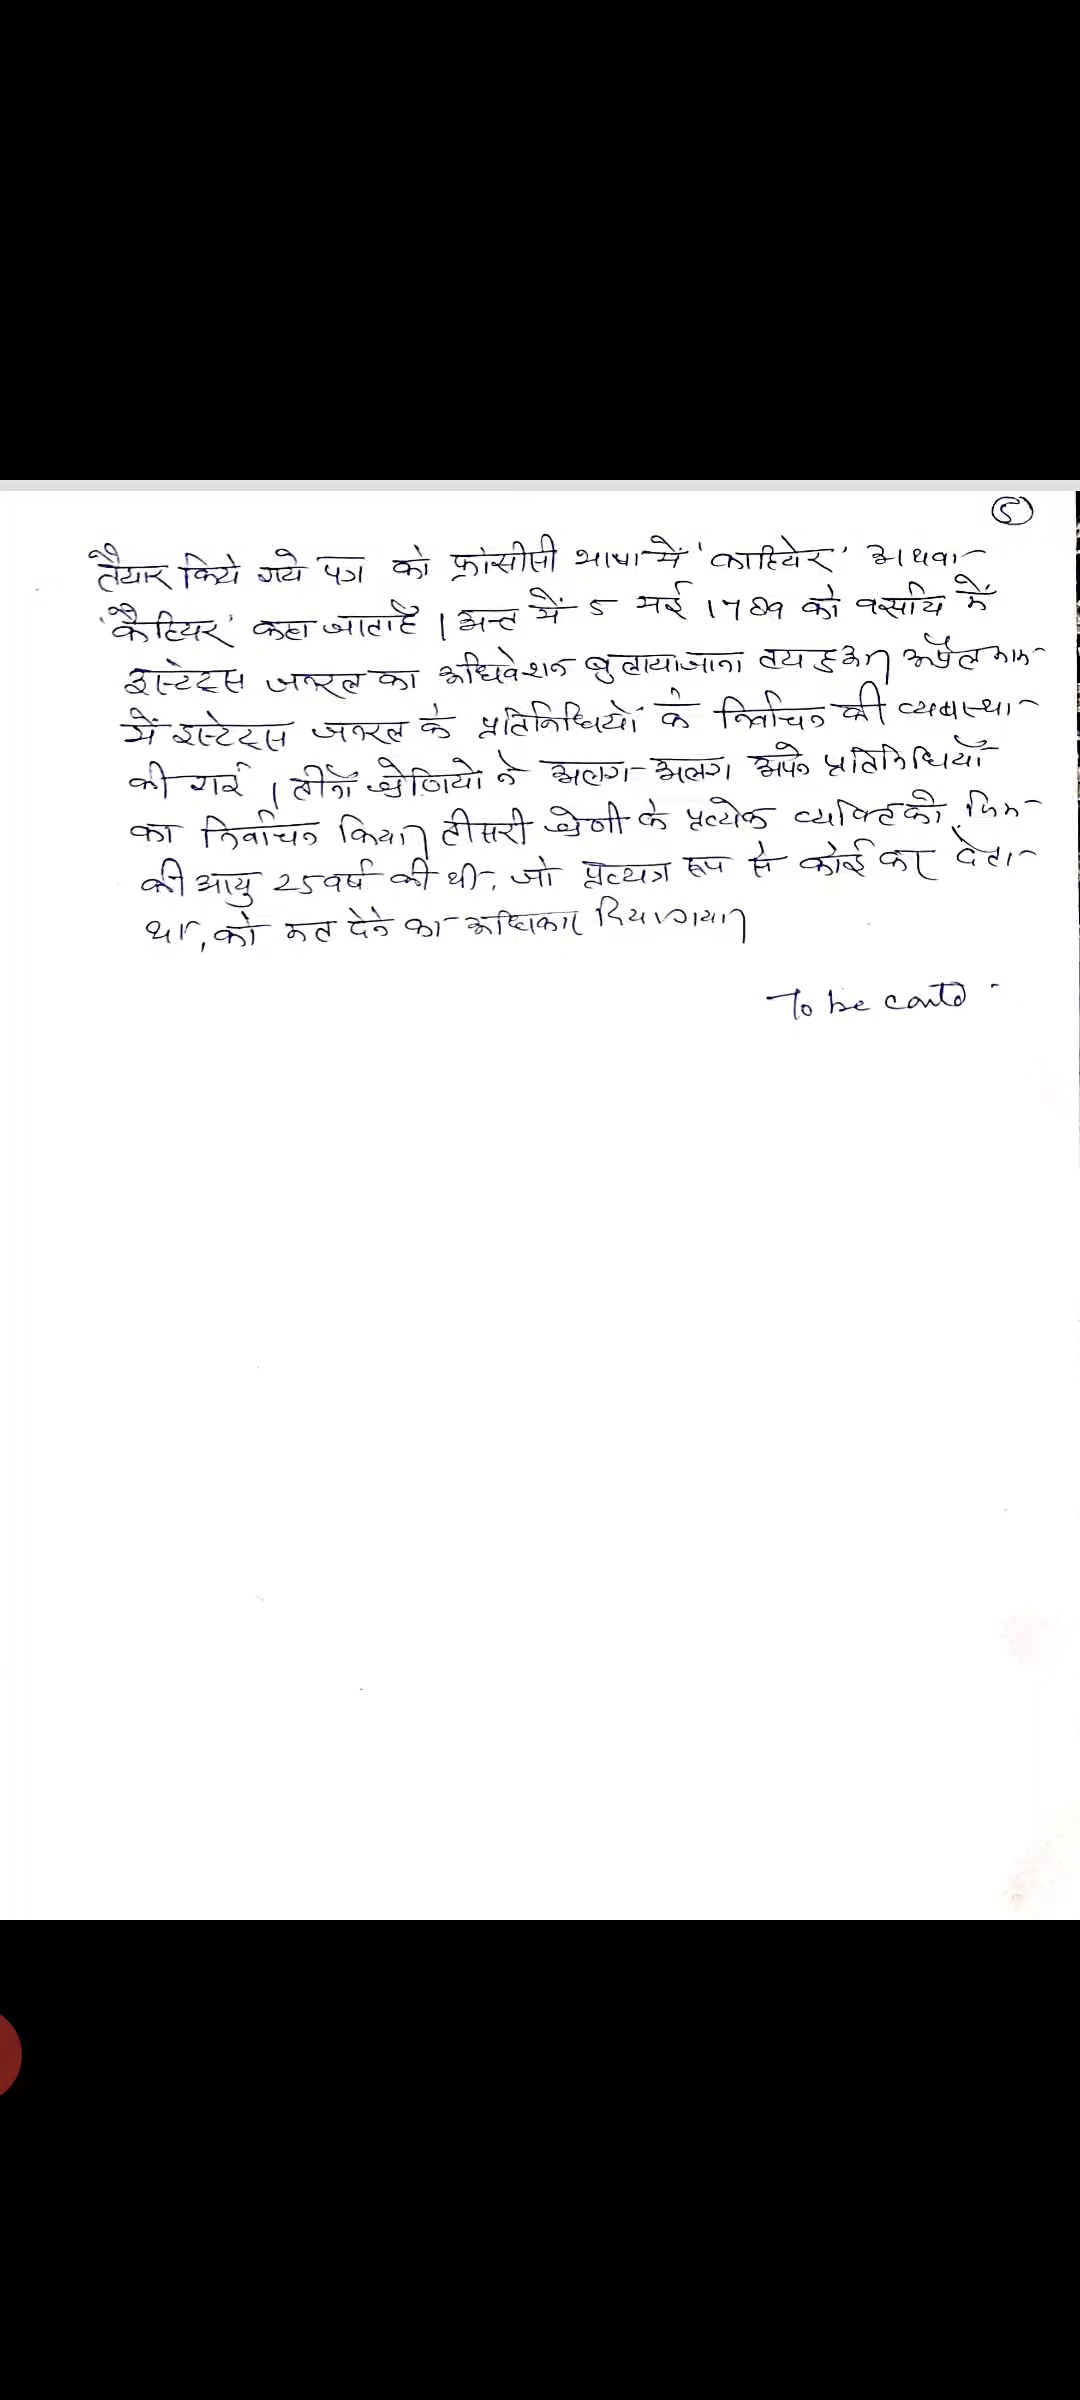 5
तैयार किये गये पत्र को फ्रांसीसी भाषा में 'काहियेर' अथवा
'कैहियर' कहा जाता है । अन्त में 5 मई 1789 को वर्साय में
इस्टेट्स जनरल का अधिवेशन बुलाया जाना तय हुआ। अप्रैल माह
में इस्टेट्स जनरल के प्रतिनिधियों के निर्वाचन की व्यवस्था
की गई । तीनों श्रेणियों ने अलग-अलग अपने प्रतिनिधियों
का निर्वाचन किया। तीसरी श्रेणी के प्रत्येक व्यक्ति को, जिस
की आयु 25 वर्ष की थी, जो प्रत्यक्ष रूप से कोई कर देता
था, को मत देने का अधिकार दिया गया।
To be contd